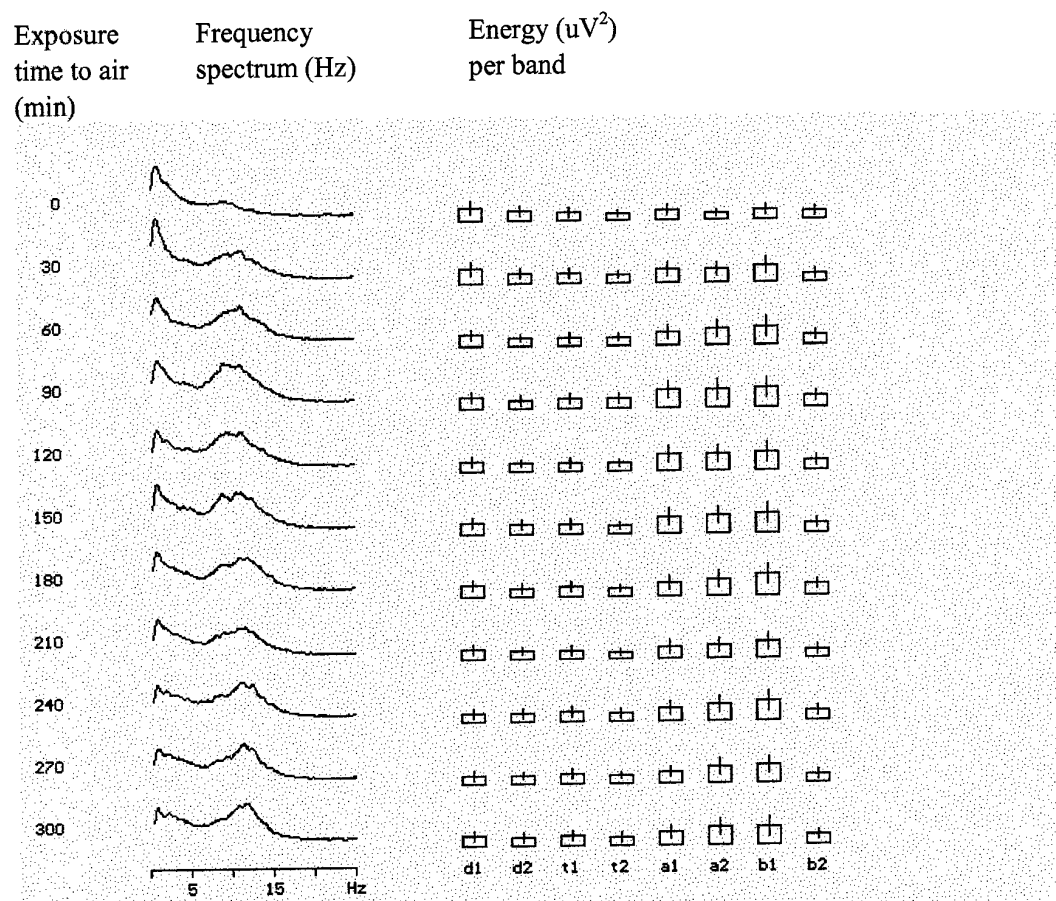 Exposure
time to air
(min)
Frequency
spectrum (Hz)
Energy (uV²)
per band
0
30
60
90
120
150
180
210
240
270
300
5 15 Hz
d1 d2 t1 t2 a1 a2 b1 b2